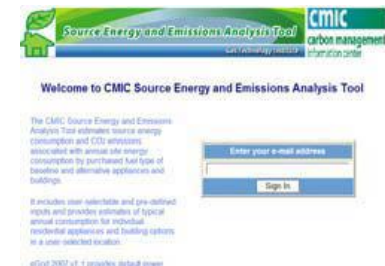 Source Energy and Emissions Analysis Tool
Gas Technology Institute
CMIC
carbon management
information center
Welcome to CMIC Source Energy and Emissions Analysis Tool
The CMIC Source Energy and Emissions
Analysis Tool estimates source energy
consumption and CO2 emissions
associated with annual site energy
consumption by purchased fuel type of
baseline and alternative appliances and
buildings.
Enter your e-mail address
Sign In
It includes user-selectable and pre-defined
inputs and provides estimates of typical
annual consumption for individual
residential appliances and building options
in a user-selected location.
eGrid 2007 v1.1 provides default power